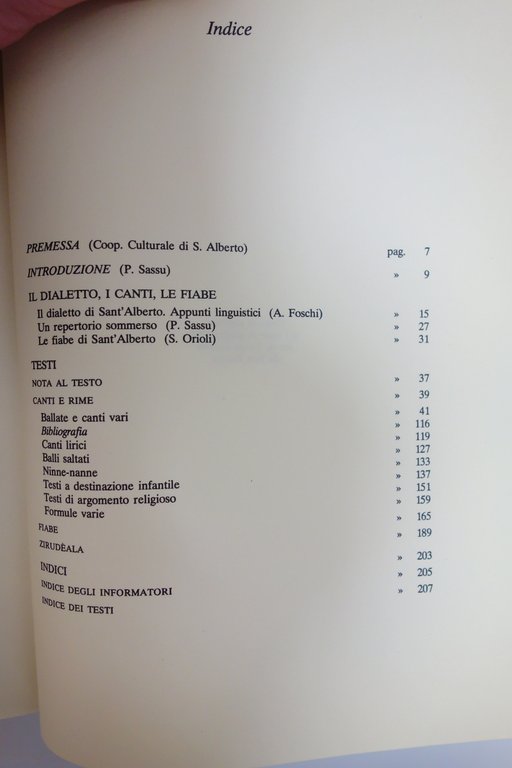 Indice
PREMESSA (Coop. Culturale di S. Alberto) pag. 7
INTRODUZIONE (P. Sassu) » 9
IL DIALETTO, I CANTI, LE FIABE
Il dialetto di Sant'Alberto. Appunti linguistici (A. Foschi) » 15
Un repertorio sommerso (P. Sassu) » 27
Le fiabe di Sant'Alberto (S. Orioli) » 31
TESTI
NOTA AL TESTO » 37
CANTI E RIME » 39
Ballate e canti vari » 41
Bibliografia » 116
Canti lirici » 119
Balli saltati » 127
Ninne-nanne » 133
Testi a destinazione infantile » 137
Testi di argomento religioso » 151
Formule varie » 159
FIABE » 165
ZIRUDÈALA » 189
INDICI » 203
INDICE DEGLI INFORMATORI » 205
INDICE DEI TESTI » 207